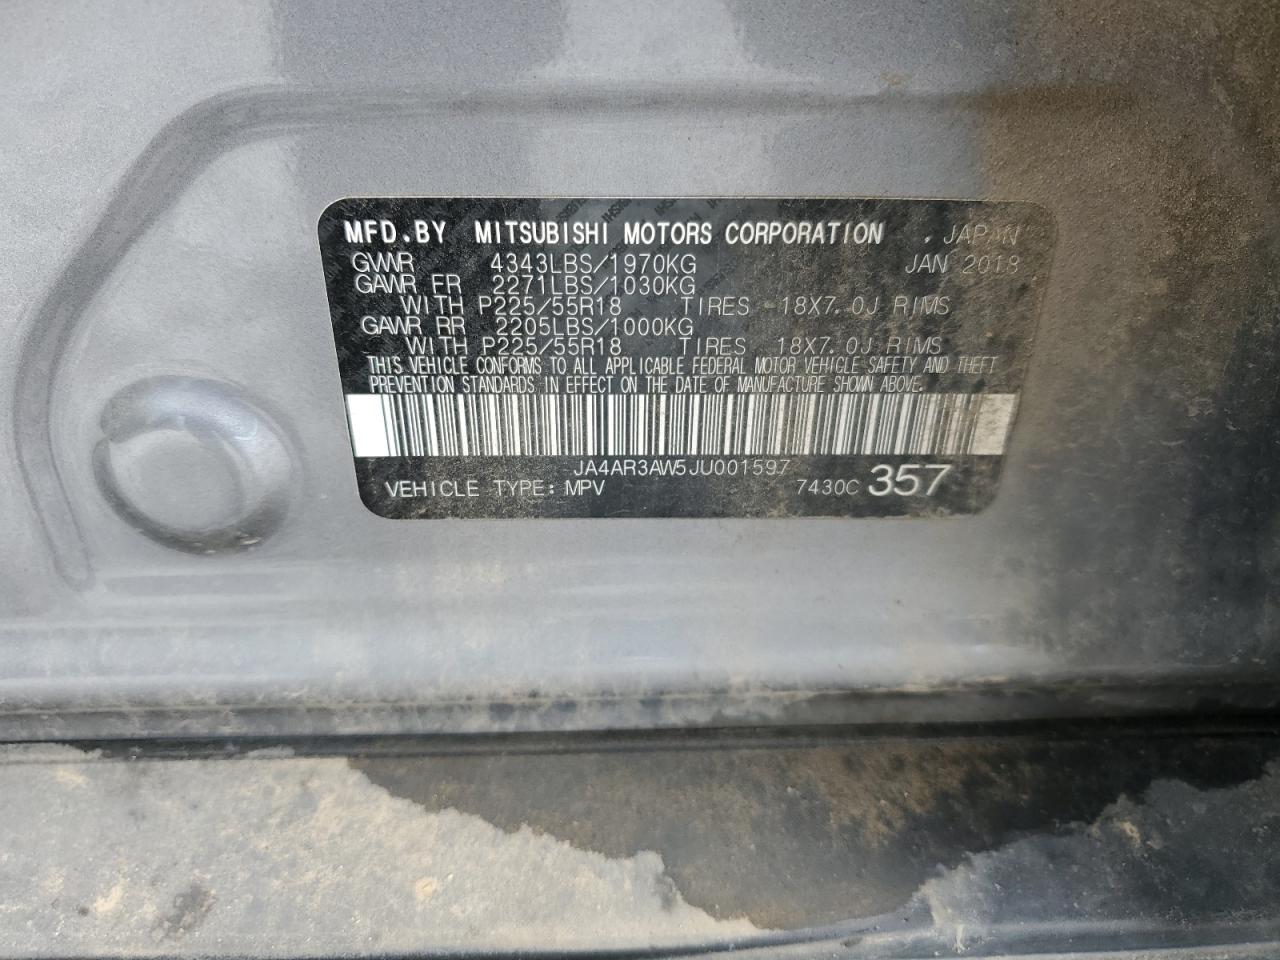 MFD.BY MITSUBISHI MOTORS CORPORATION , JAPAN
GVWR 4343LBS/1970KG JAN 2018
GAWR FR 2271LBS/1030KG
WITH P225/55R18 TIRES 18X7.0J RIMS
GAWR RR 2205LBS/1000KG
WITH P225/55R18 TIRES 18X7.0J RIMS
THIS VEHICLE CONFORMS TO ALL APPLICABLE FEDERAL MOTOR VEHICLE SAFETY AND THEFT
PREVENTION STANDARDS IN EFFECT ON THE DATE OF MANUFACTURE SHOWN ABOVE.
JA4AR3AW5JU001597
VEHICLE TYPE: MPV 7430C 357